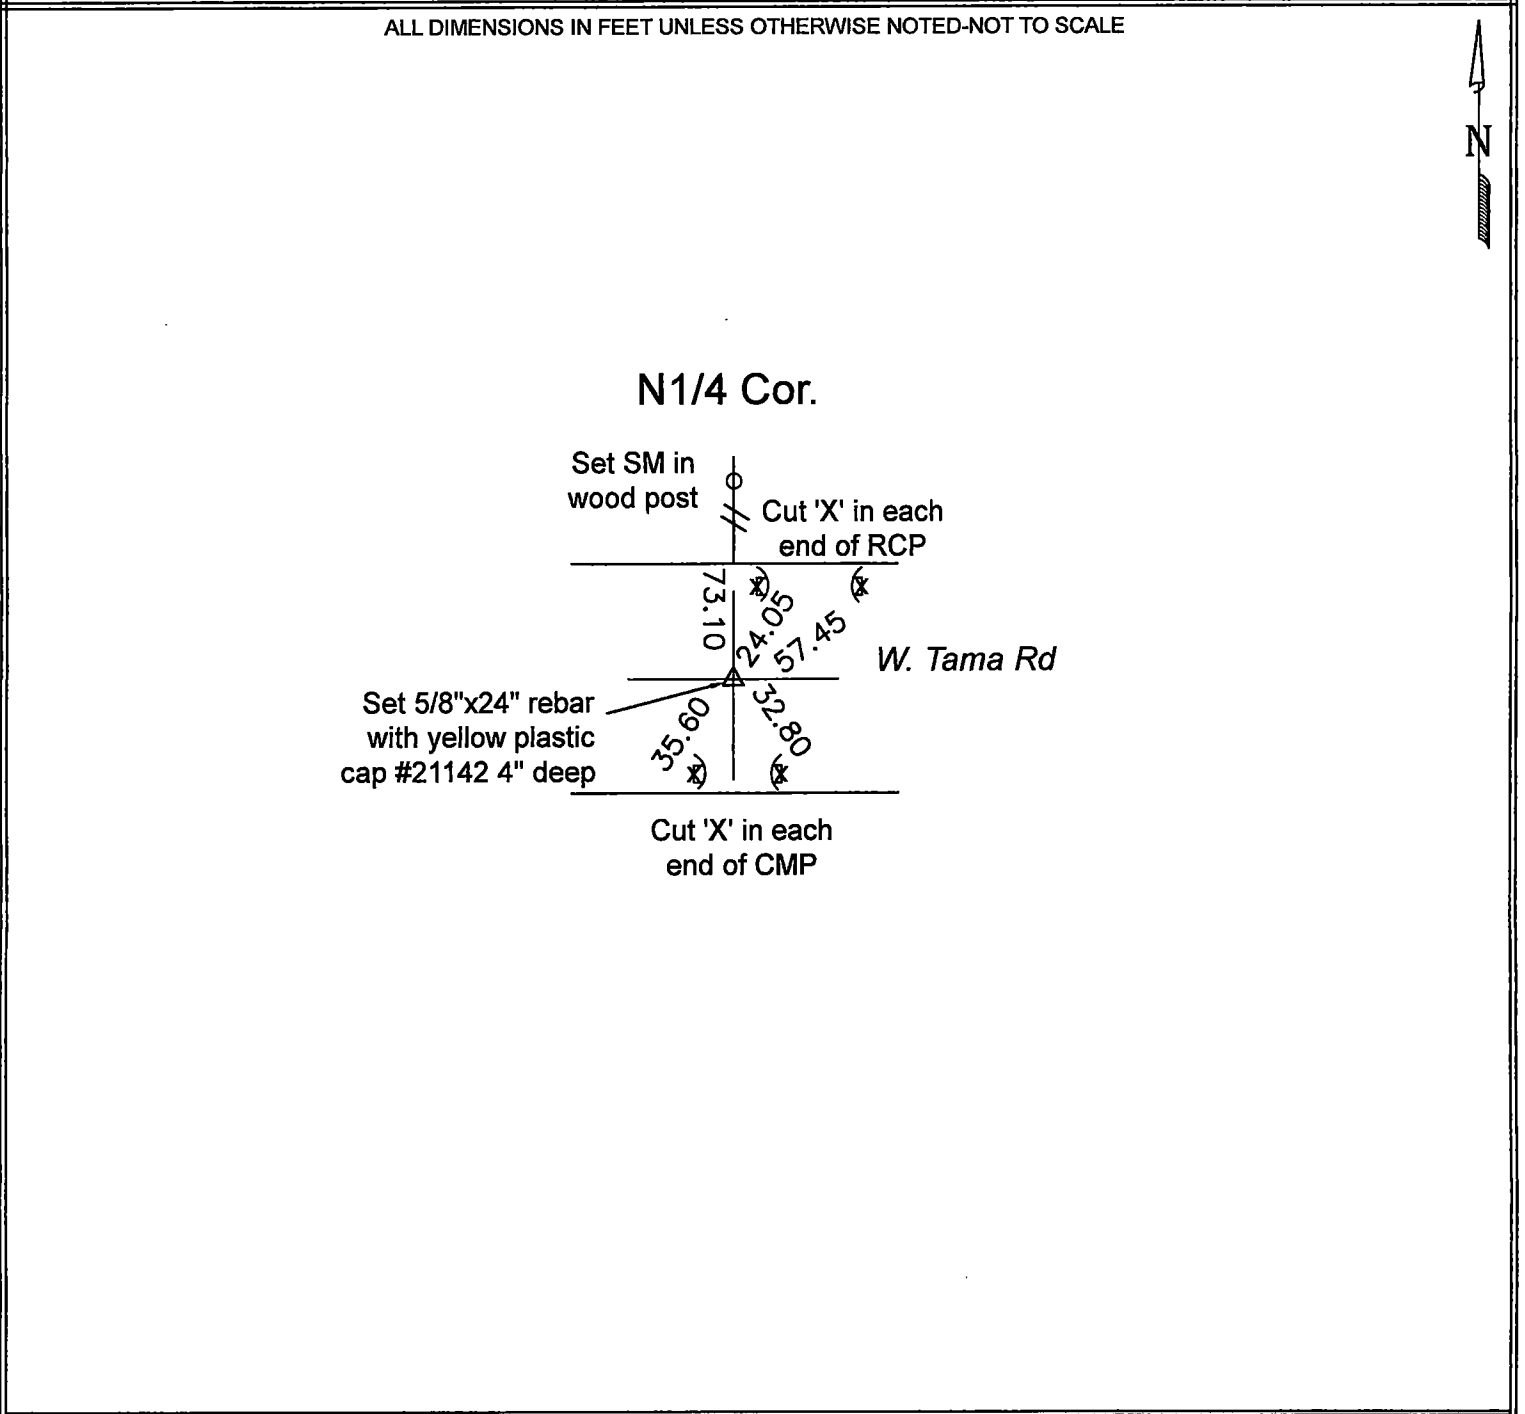 ALL DIMENSIONS IN FEET UNLESS OTHERWISE NOTED-NOT TO SCALE
N
N1/4 Cor.
Set SM in
wood post
Cut 'X' in each
end of RCP
73.10
X
X
24.05
57.45
W. Tama Rd
Set 5/8"x24" rebar
with yellow plastic
cap #21142 4" deep
35.60
32.80
X
X
Cut 'X' in each
end of CMP